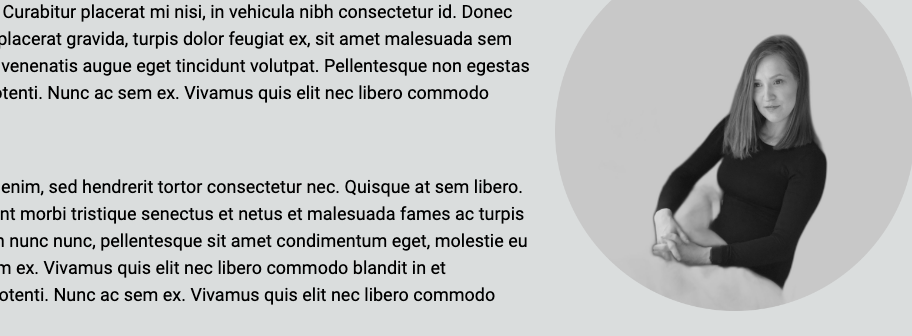 Curabitur placerat mi nisi, in vehicula nibh consectetur id. Donec
placerat gravida, turpis dolor feugiat ex, sit amet malesuada sem
venenatis augue eget tincidunt volutpat. Pellentesque non egestas
otenti. Nunc ac sem ex. Vivamus quis elit nec libero commodo
enim, sed hendrerit tortor consectetur nec. Quisque at sem libero.
nt morbi tristique senectus et netus et malesuada fames ac turpis
n nunc nunc, pellentesque sit amet condimentum eget, molestie eu
m ex. Vivamus quis elit nec libero commodo blandit in et
otenti. Nunc ac sem ex. Vivamus quis elit nec libero commodo